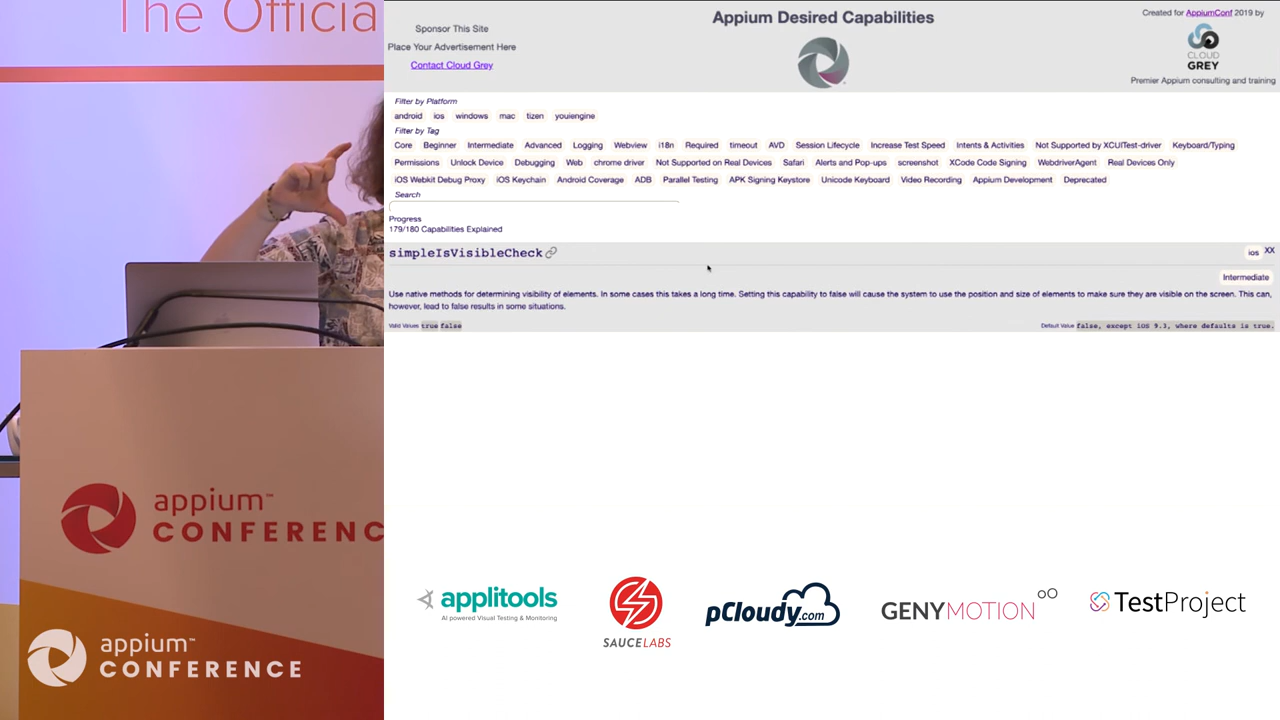 The Officia
appium™
CONFERENC
appium™
CONFERENCE
Sponsor This Site
Place Your Advertisement Here
Contact Cloud Grey
Appium Desired Capabilities
Created for AppiumConf 2019 by
CLOUD
GREY
Premier Appium consulting and training
Filter by Platform
android ios windows mac tizen youiengine
Filter by Tag
Core Beginner Intermediate Advanced Logging Webview i18n Required timeout AVD Session Lifecycle Increase Test Speed Intents & Activities Not Supported by XCUITest-driver Keyboard/Typing
Permissions Unlock Device Debugging Web chrome driver Not Supported on Real Devices Safari Alerts and Pop-ups screenshot XCode Code Signing WebdriverAgent Real Devices Only
iOS Webkit Debug Proxy iOS Keychain Android Coverage ADB Parallel Testing APK Signing Keystore Unicode Keyboard Video Recording Appium Development Deprecated
Search
Progress
179/180 Capabilities Explained
simpleIsVisibleCheck
ios XX
Intermediate
Use native methods for determining visibility of elements. In some cases this takes a long time. Setting this capability to false will cause the system to use the position and size of elements to make sure they are visible on the screen. This can,
however, lead to false results in some situations.
Valid Values true false
Default Value false, except iOS 9.3, where defaults is true.
applitools
AI powered Visual Testing & Monitoring
SAUCELABS
pCloudy.com
GENYMOTION
TestProject